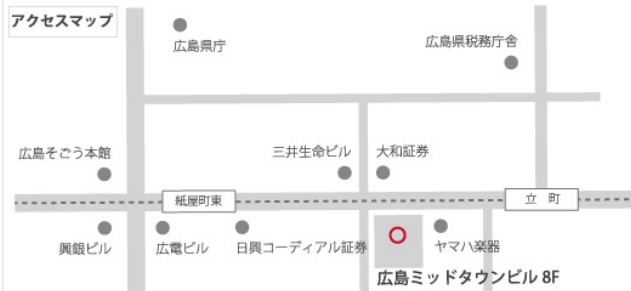 アクセスマップ
広島県庁
広島県税務庁舎
広島そごう本館
三井生命ビル
大和証券
紙屋町東
立 町
興銀ビル
広電ビル
日興コーディアル証券
ヤマハ楽器
広島ミッドタウンビル 8F